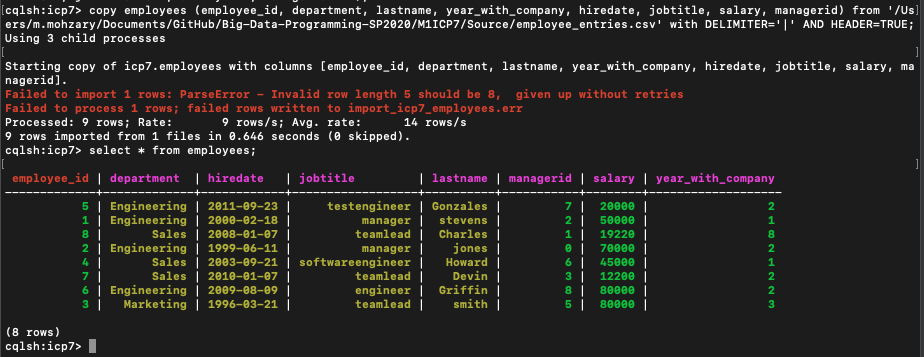 cqlsh:icp7> copy employees (employee_id, department, lastname, year_with_company, hiredate, jobtitle, salary, managerid) from '/Us
ers/m.mohzary/Documents/GitHub/Big-Data-Programming-SP2020/M1ICP7/Source/employee_entries.csv' with DELIMITER='|' AND HEADER=TRUE;
Using 3 child processes
Starting copy of icp7.employees with columns [employee_id, department, lastname, year_with_company, hiredate, jobtitle, salary, ma
nagerid].
Failed to import 1 rows: ParseError - Invalid row length 5 should be 8,  given up without retries
Failed to process 1 rows; failed rows written to import_icp7_employees.err
Processed: 9 rows; Rate:       9 rows/s; Avg. rate:      14 rows/s
9 rows imported from 1 files in 0.646 seconds (0 skipped).
cqlsh:icp7> select * from employees;
employee_id | department | hiredate | jobtitle | lastname | managerid | salary | year_with_company
5 | Engineering | 2011-09-23 | testengineer | Gonzales | 7 | 20000 | 2
1 | Engineering | 2000-02-18 | manager | stevens | 2 | 50000 | 1
8 | Sales | 2008-01-07 | teamlead | Charles | 1 | 19220 | 8
2 | Engineering | 1999-06-11 | manager | jones | 0 | 70000 | 2
4 | Sales | 2003-09-21 | softwareengineer | Howard | 6 | 45000 | 1
7 | Sales | 2010-01-07 | teamlead | Devin | 3 | 12200 | 2
6 | Engineering | 2009-08-09 | engineer | Griffin | 8 | 80000 | 2
3 | Marketing | 1996-03-21 | teamlead | smith | 5 | 80000 | 3
(8 rows)
cqlsh:icp7>